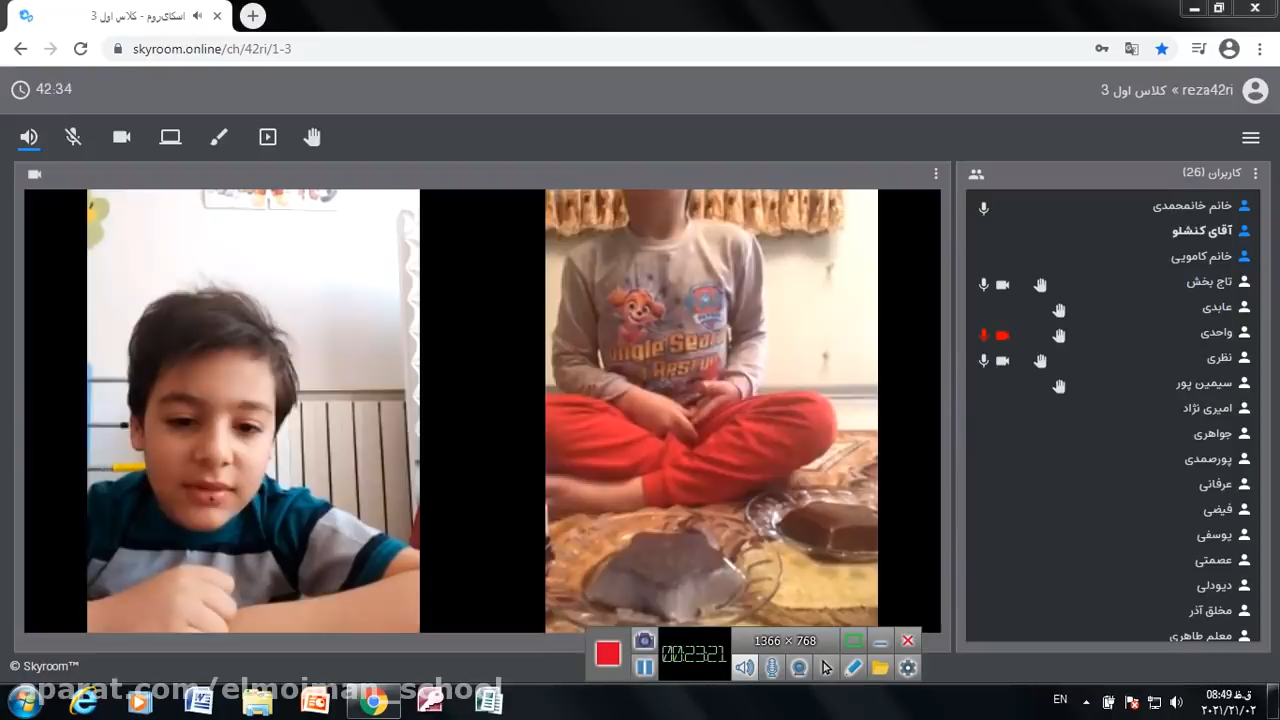 اسکای‌روم - کلاس اول 3
skyroom.online/ch/42ri/1-3
42:34
reza42ri » کلاس اول 3
کاربران (26)
خانم خانمحمدی
آقای کنشلو
خانم کامویی
تاج بخش
عابدی
واحدی
نظری
سیمین پور
امیری نژاد
جواهری
پورصمدی
عرفانی
فیضی
یوسفی
عصمتی
دیودلی
مخلق آذر
معلم طاهری
00:23:21
1366 × 768
© Skyroom™
aparat.com/elmoiman_school
EN
08:49 ق.ظ
۲۰۲۱/۲۱/۰۲